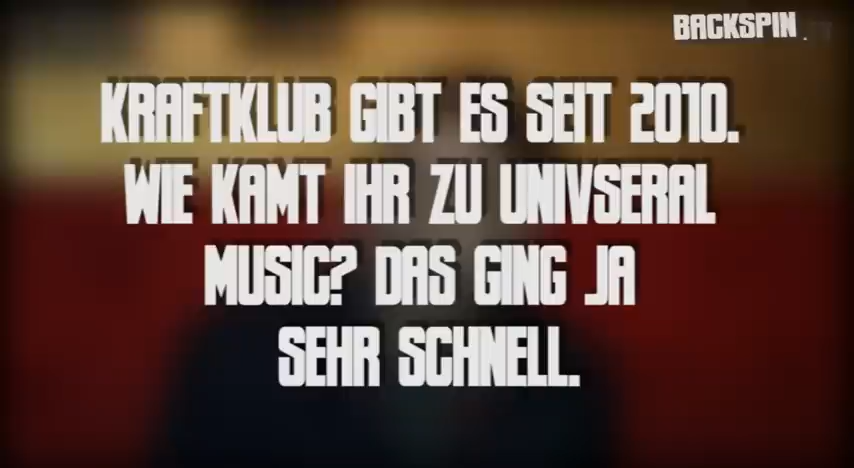 BACKSPIN
KRAFTKLUB GIBT ES SEIT 2010.
WIE KAMT IHR ZU UNIVSERAL
MUSIC? DAS GING JA
SEHR SCHNELL.